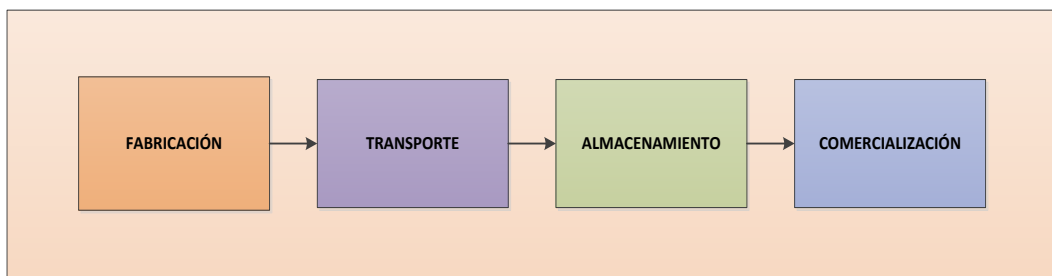 FABRICACIÓN
TRANSPORTE
ALMACENAMIENTO
COMERCIALIZACIÓN